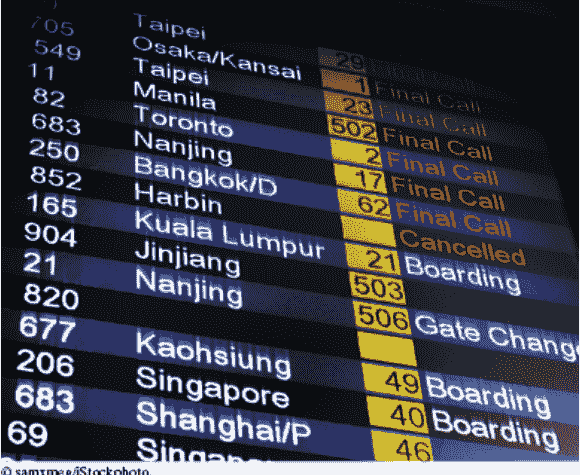 Taipei 29
705 Osaka/Kansai 1 Final Call
549 Taipei 23 Final Call
11 Manila 502 Final Call
82 Toronto 2 Final Call
683 Nanjing 17 Final Call
250 Bangkok/D 62 Final Call
852 Harbin Cancelled
165 Kuala Lumpur 21 Boarding
904 Jinjiang 503
21 Nanjing 506 Gate Change
820
677 Kaohsiung 49 Boarding
206 Singapore 40 Boarding
683 Shanghai/P 46
69
© samxmeg/iStockphoto